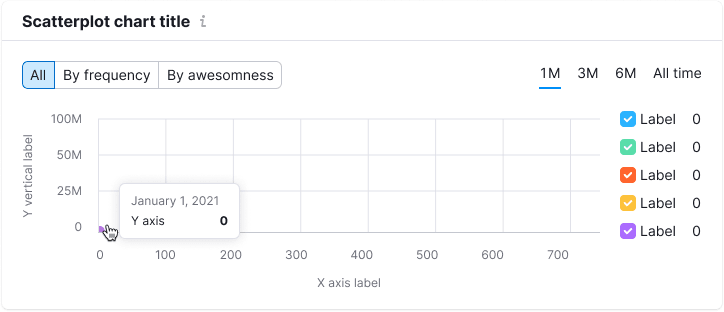 Scatterplot chart title i
All By frequency By awesomness
1M 3M 6M All time
Y vertical label
100M
50M
25M
0
January 1, 2021
Y axis 0
0 100 200 300 400 500 600 700
X axis label
Label 0
Label 0
Label 0
Label 0
Label 0